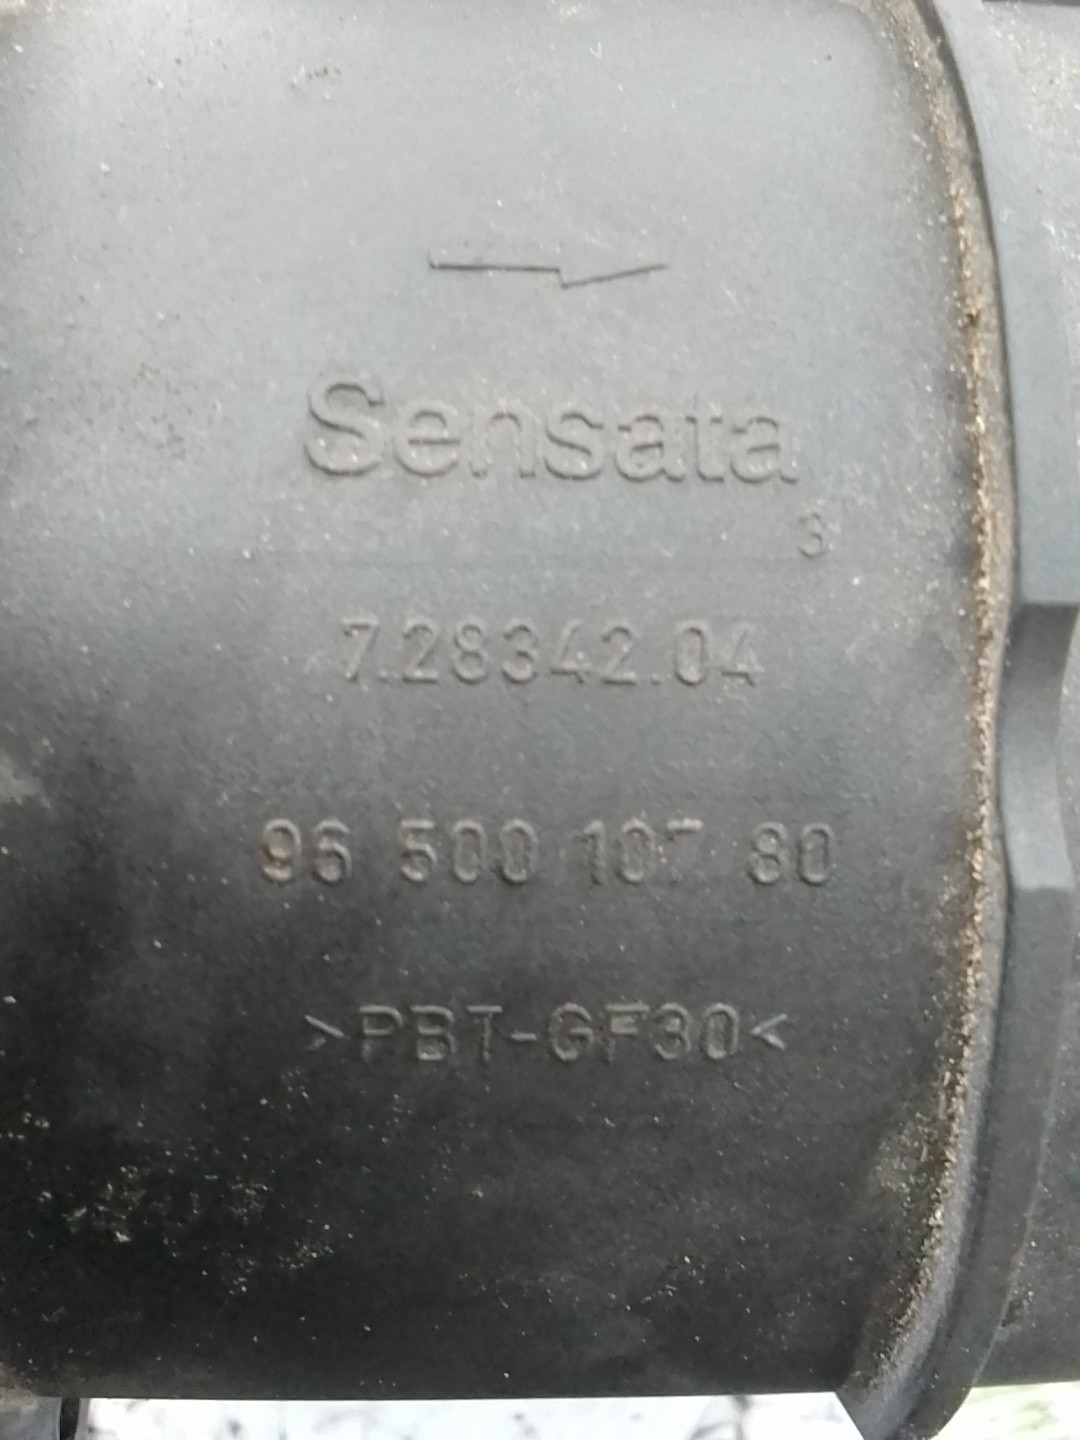 Sensata
3
7.28342.04
96 500 107 80
>PBT-GF30<